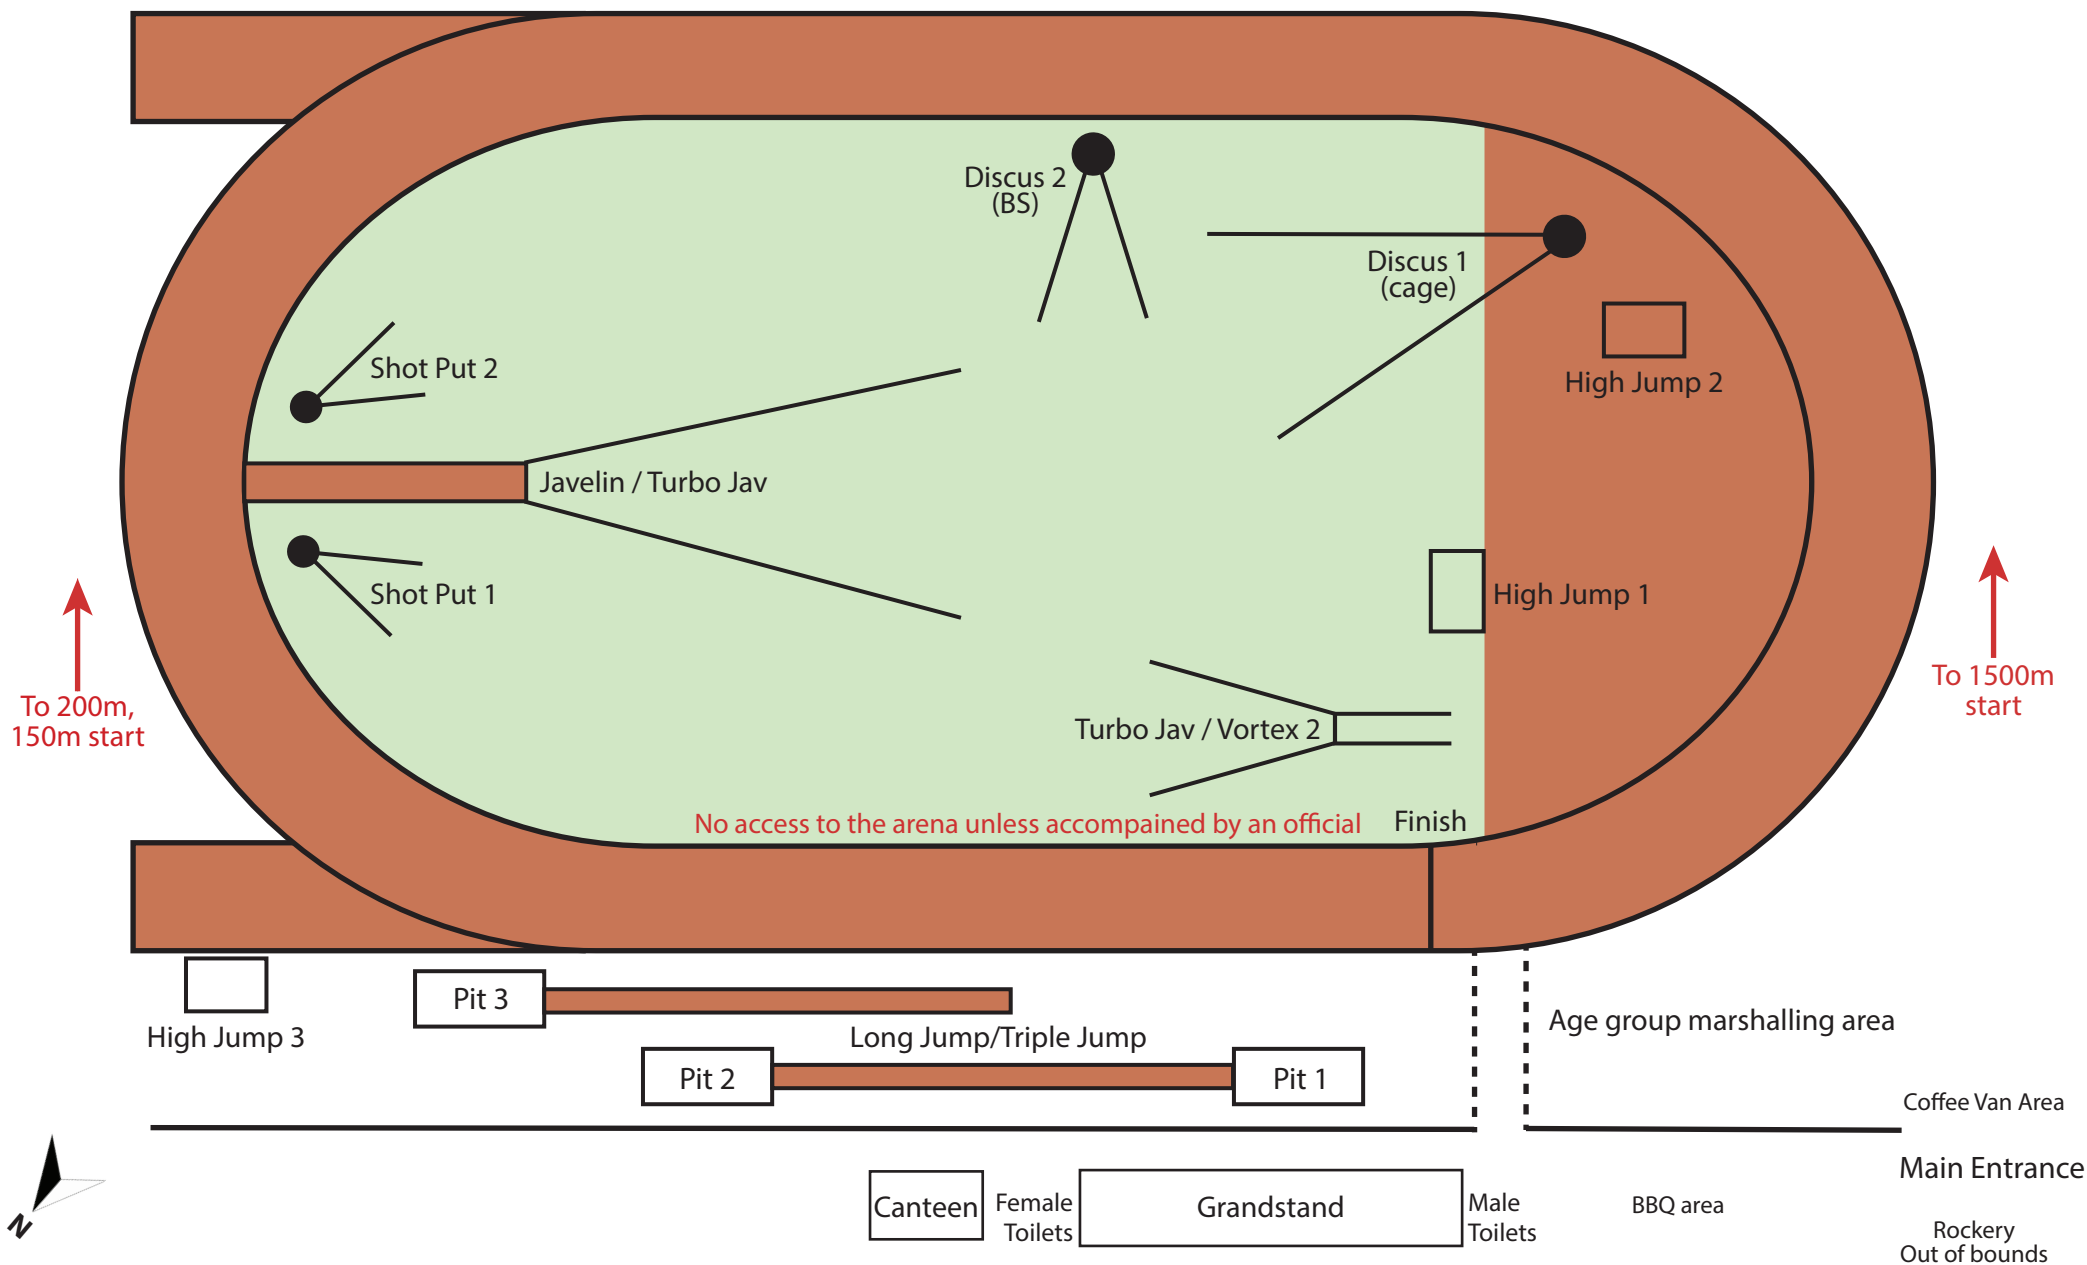 Discus 2
(BS)
Discus 1
(cage)
Shot Put 2
High Jump 2
Javelin / Turbo Jav
Shot Put 1
High Jump 1
To 200m,
150m start
To 1500m
start
Turbo Jav / Vortex 2
No access to the arena unless accompained by an official
Finish
Pit 3
High Jump 3
Long Jump/Triple Jump
Age group marshalling area
Pit 2
Pit 1
Coffee Van Area
Main Entrance
Canteen
Female
Toilets
Grandstand
Male
Toilets
BBQ area
Rockery
Out of bounds
N